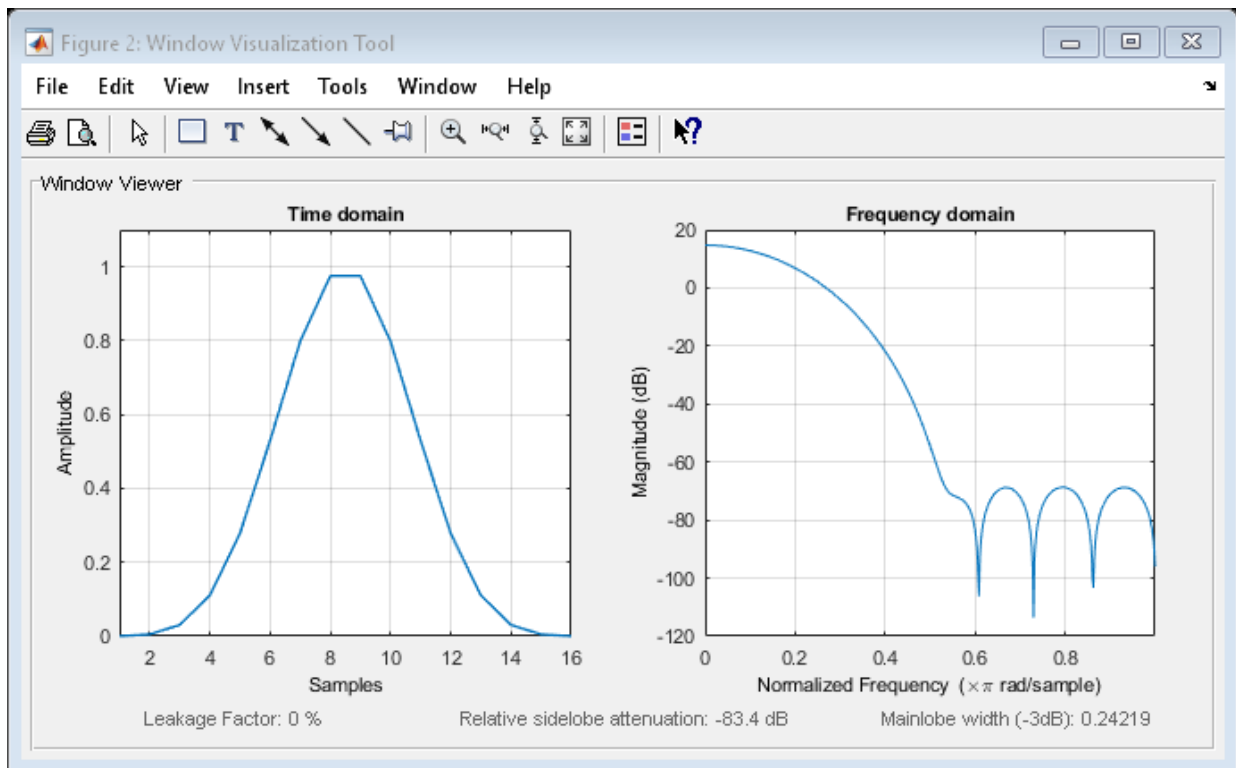 Figure 2: Window Visualization Tool
File Edit View Insert Tools Window Help
T
?
Window Viewer
Time domain
1
0.8
0.6
0.4
0.2
0
2 4 6 8 10 12 14 16
Amplitude
Samples
Frequency domain
20
0
-20
-40
-60
-80
-100
-120
0 0.2 0.4 0.6 0.8
Magnitude (dB)
Normalized Frequency (×π rad/sample)
Leakage Factor: 0 % Relative sidelobe attenuation: -83.4 dB Mainlobe width (-3dB): 0.24219